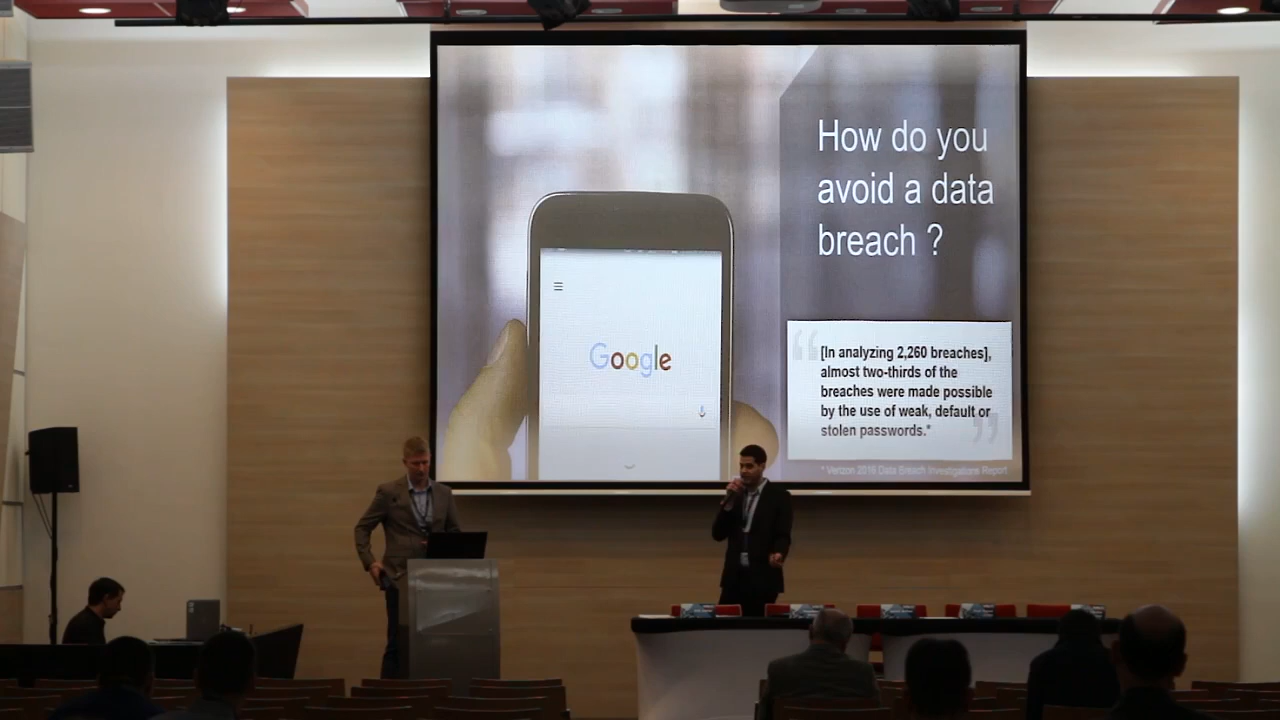 How do you
avoid a data
breach ?
Google
[In analyzing 2,260 breaches],
almost two-thirds of the
breaches were made possible
by the use of weak, default or
stolen passwords.*
* Verizon 2016 Data Breach Investigations Report